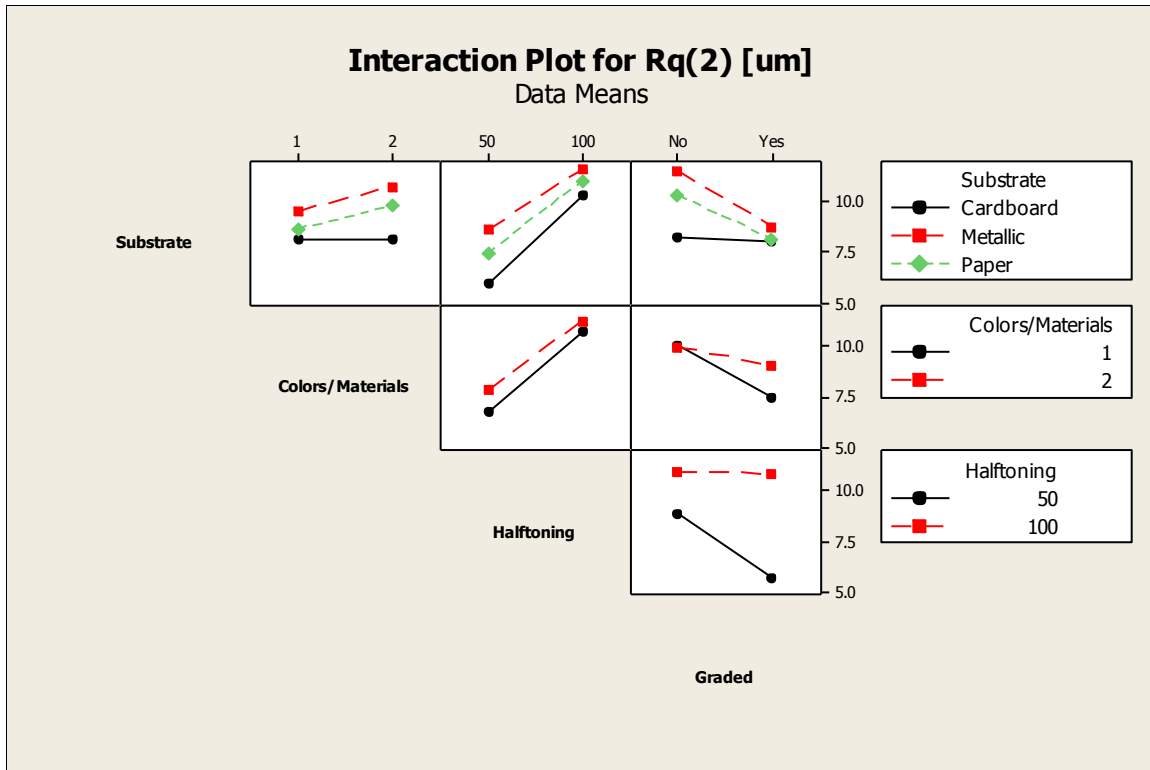 Interaction Plot for Rq(2) [um]
Data Means
1 2 50 100 No Yes
Substrate
Substrate
Cardboard
Metallic
Paper
10.0
7.5
5.0
Colors/Materials
Colors/Materials
1
2
10.0
7.5
5.0
Halftoning
Halftoning
50
100
10.0
7.5
5.0
Graded